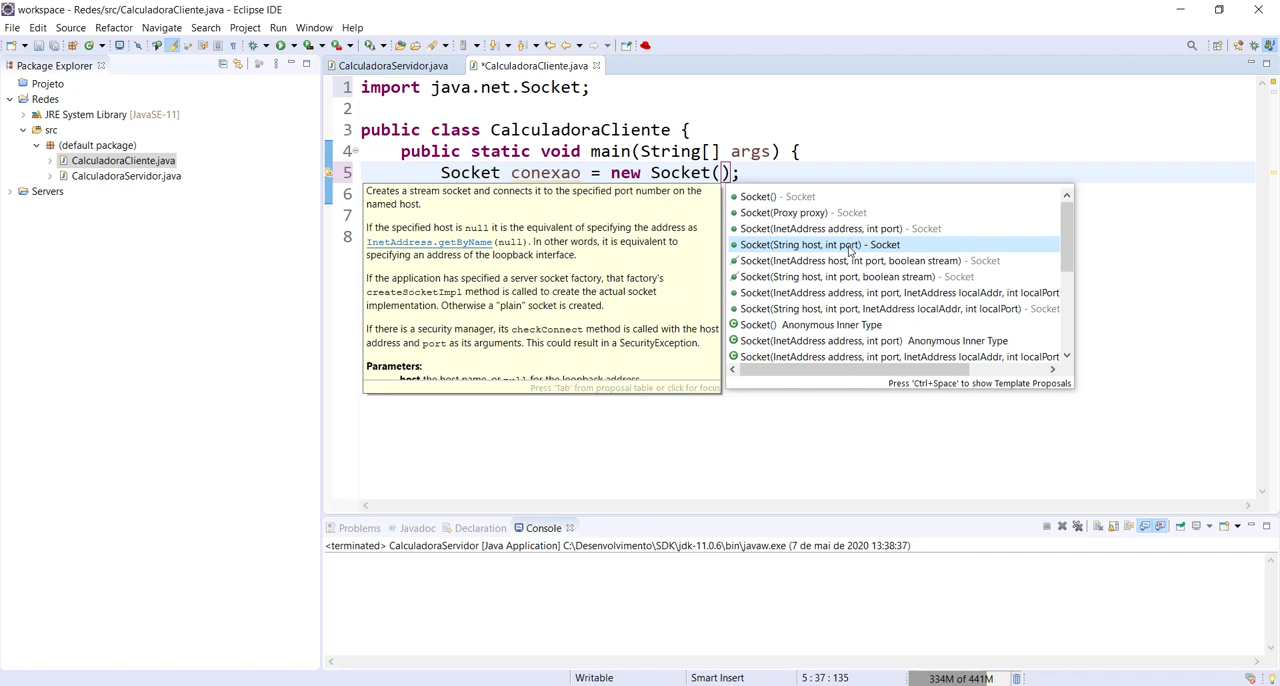 workspace - Redes/src/CalculadoraCliente.java - Eclipse IDE
File Edit Source Refactor Navigate Search Project Run Window Help
Package Explorer
Projeto
Redes
JRE System Library [JavaSE-11]
src
(default package)
CalculadoraCliente.java
CalculadoraServidor.java
Servers
CalculadoraServidor.java *CalculadoraCliente.java
1 import java.net.Socket;
2
3 public class CalculadoraCliente {
4 public static void main(String[] args) {
5 Socket conexao = new Socket();
6
7
8
Creates a stream socket and connects it to the specified port number on the
named host.
If the specified host is null it is the equivalent of specifying the address as
InetAddress.getByName(null). In other words, it is equivalent to
specifying an address of the loopback interface.
If the application has specified a server socket factory, that factory's
createSocketImpl method is called to create the actual socket
implementation. Otherwise a "plain" socket is created.
If there is a security manager, its checkConnect method is called with the host
address and port as its arguments. This could result in a SecurityException.
Parameters:
host the host name, or null for the loopback address.
Press 'Tab' from proposal table or click for focus
Socket() - Socket
Socket(Proxy proxy) - Socket
Socket(InetAddress address, int port) - Socket
Socket(String host, int port) - Socket
Socket(InetAddress host, int port, boolean stream) - Socket
Socket(String host, int port, boolean stream) - Socket
Socket(InetAddress address, int port, InetAddress localAddr, int localPort
Socket(String host, int port, InetAddress localAddr, int localPort) - Socket
Socket() Anonymous Inner Type
Socket(InetAddress address, int port) Anonymous Inner Type
Socket(InetAddress address, int port, InetAddress localAddr, int localPort
Press 'Ctrl+Space' to show Template Proposals
Problems Javadoc Declaration Console
<terminated> CalculadoraServidor [Java Application] C:\Desenvolvimento\SDK\jdk-11.0.6\bin\javaw.exe (7 de mai de 2020 13:38:37)
Writable Smart Insert 5 : 37 : 135 334M of 441M